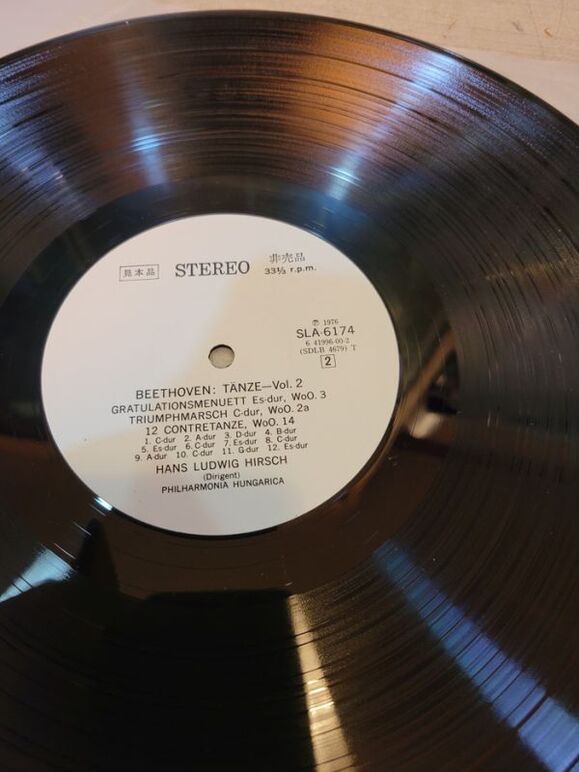 見本品 STEREO 非売品
33⅓ r.p.m.
℗ 1976
SLA-6174
6 41996-00-2
(SDLB 4679) T
2
BEETHOVEN: TÄNZE—Vol. 2
GRATULATIONSMENUETT Es-dur, WoO. 3
TRIUMPHMARSCH C-dur, WoO. 2a
12 CONTRETANZE, WoO. 14
1. C-dur 2. A-dur 3. D-dur 4. B-dur
5. Es-dur 6. C-dur 7. Es-dur 8. C-dur
9. A-dur 10. C-dur 11. G-dur 12. Es-dur
HANS LUDWIG HIRSCH
(Dirigent)
PHILHARMONIA HUNGARICA